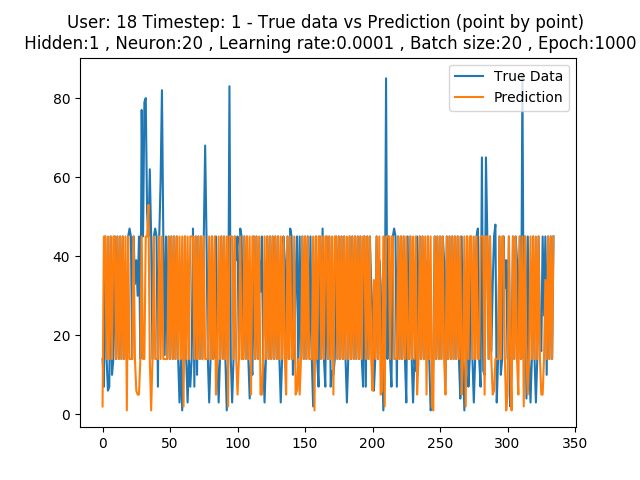 User: 18 Timestep: 1 - True data vs Prediction (point by point)
Hidden:1 , Neuron:20 , Learning rate:0.0001 , Batch size:20 , Epoch:1000
True Data
Prediction
80
60
40
20
0
0 50 100 150 200 250 300 350